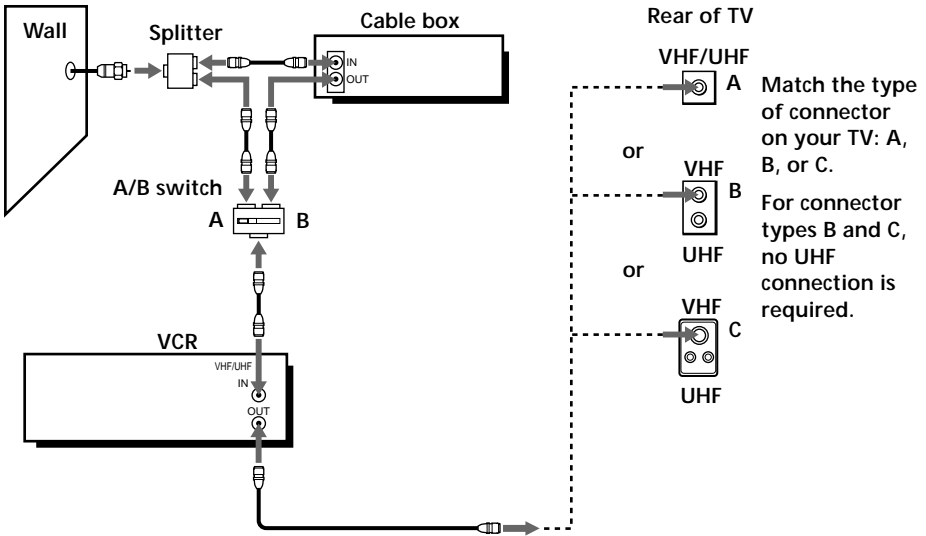 Wall
Splitter
Cable box
IN
OUT
A/B switch
A
B
VCR
VHF/UHF
IN
OUT
Rear of TV
VHF/UHF
A
or
VHF
B
UHF
or
VHF
C
UHF
Match the type
of connector
on your TV: A,
B, or C.
For connector
types B and C,
no UHF
connection is
required.